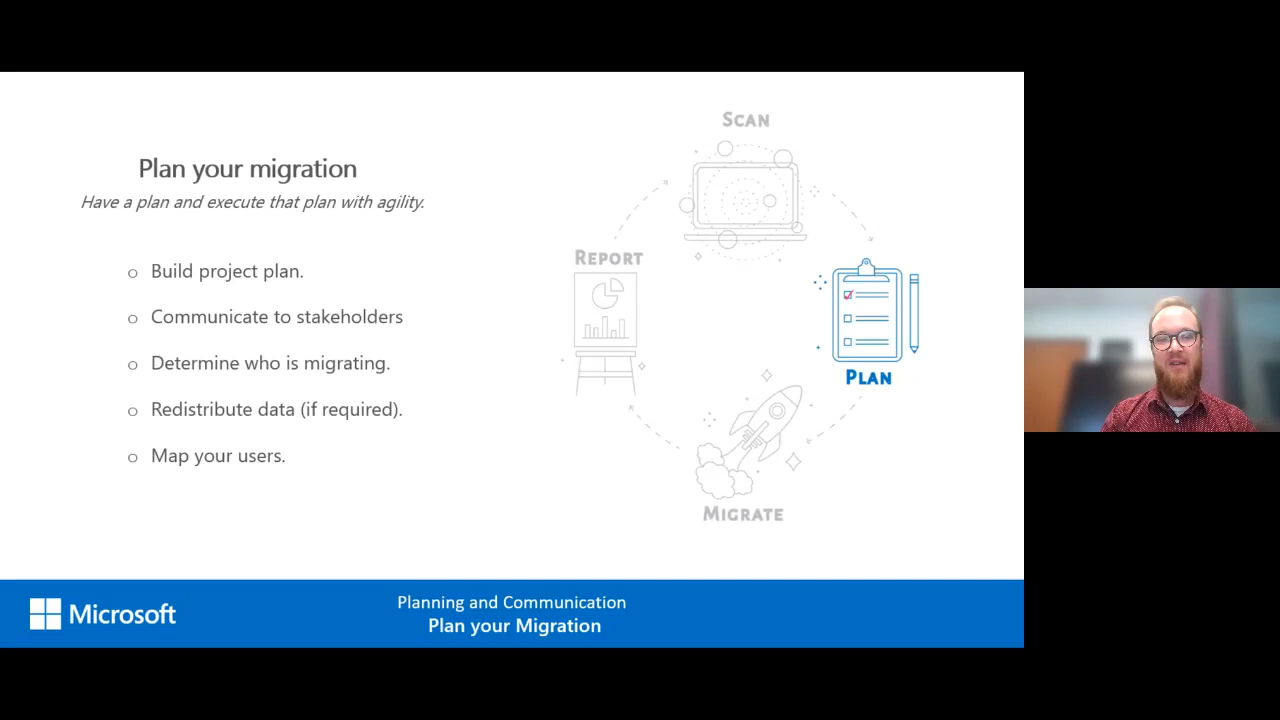 Plan your migration
Have a plan and execute that plan with agility.
o Build project plan.
o Communicate to stakeholders
o Determine who is migrating.
o Redistribute data (if required).
o Map your users.
SCAN
REPORT
PLAN
MIGRATE
Microsoft
Planning and Communication
Plan your Migration